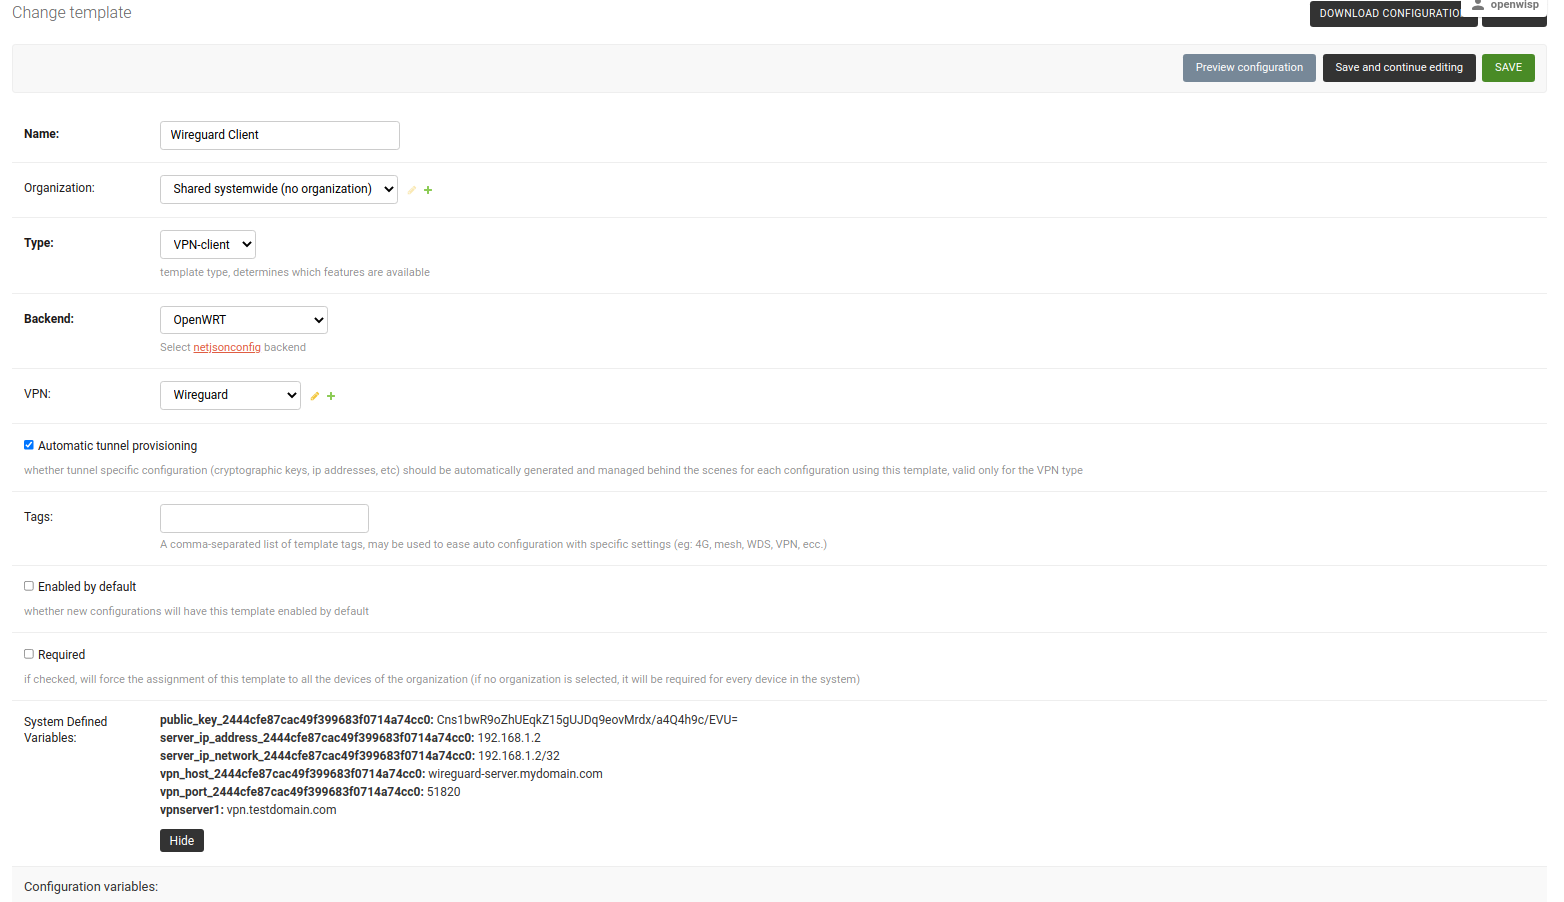 Change template
DOWNLOAD CONFIGURATIO
openwisp
Preview configuration
Save and continue editing
SAVE
Name:
Wireguard Client
Organization:
Shared systemwide (no organization)
Type:
VPN-client
template type, determines which features are available
Backend:
OpenWRT
Select netjsonconfig backend
VPN:
Wireguard
Automatic tunnel provisioning
whether tunnel specific configuration (cryptographic keys, ip addresses, etc) should be automatically generated and managed behind the scenes for each configuration using this template, valid only for the VPN type
Tags:
A comma-separated list of template tags, may be used to ease auto configuration with specific settings (eg: 4G, mesh, WDS, VPN, ecc.)
Enabled by default
whether new configurations will have this template enabled by default
Required
if checked, will force the assignment of this template to all the devices of the organization (if no organization is selected, it will be required for every device in the system)
System Defined
Variables:
public_key_2444cfe87cac49f399683f0714a74cc0: Cns1bwR9oZhUEqkZ15gUJDq9eovMrdx/a4Q4h9c/EVU=
server_ip_address_2444cfe87cac49f399683f0714a74cc0: 192.168.1.2
server_ip_network_2444cfe87cac49f399683f0714a74cc0: 192.168.1.2/32
vpn_host_2444cfe87cac49f399683f0714a74cc0: wireguard-server.mydomain.com
vpn_port_2444cfe87cac49f399683f0714a74cc0: 51820
vpnserver1: vpn.testdomain.com
Hide
Configuration variables: